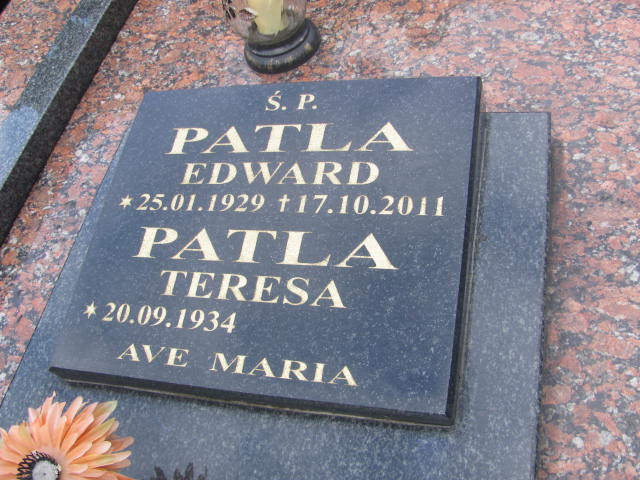 Ś. P.
PATLA
EDWARD
★25.01.1929 †17.10.2011
PATLA
TERESA
★20.09.1934
AVE MARIA